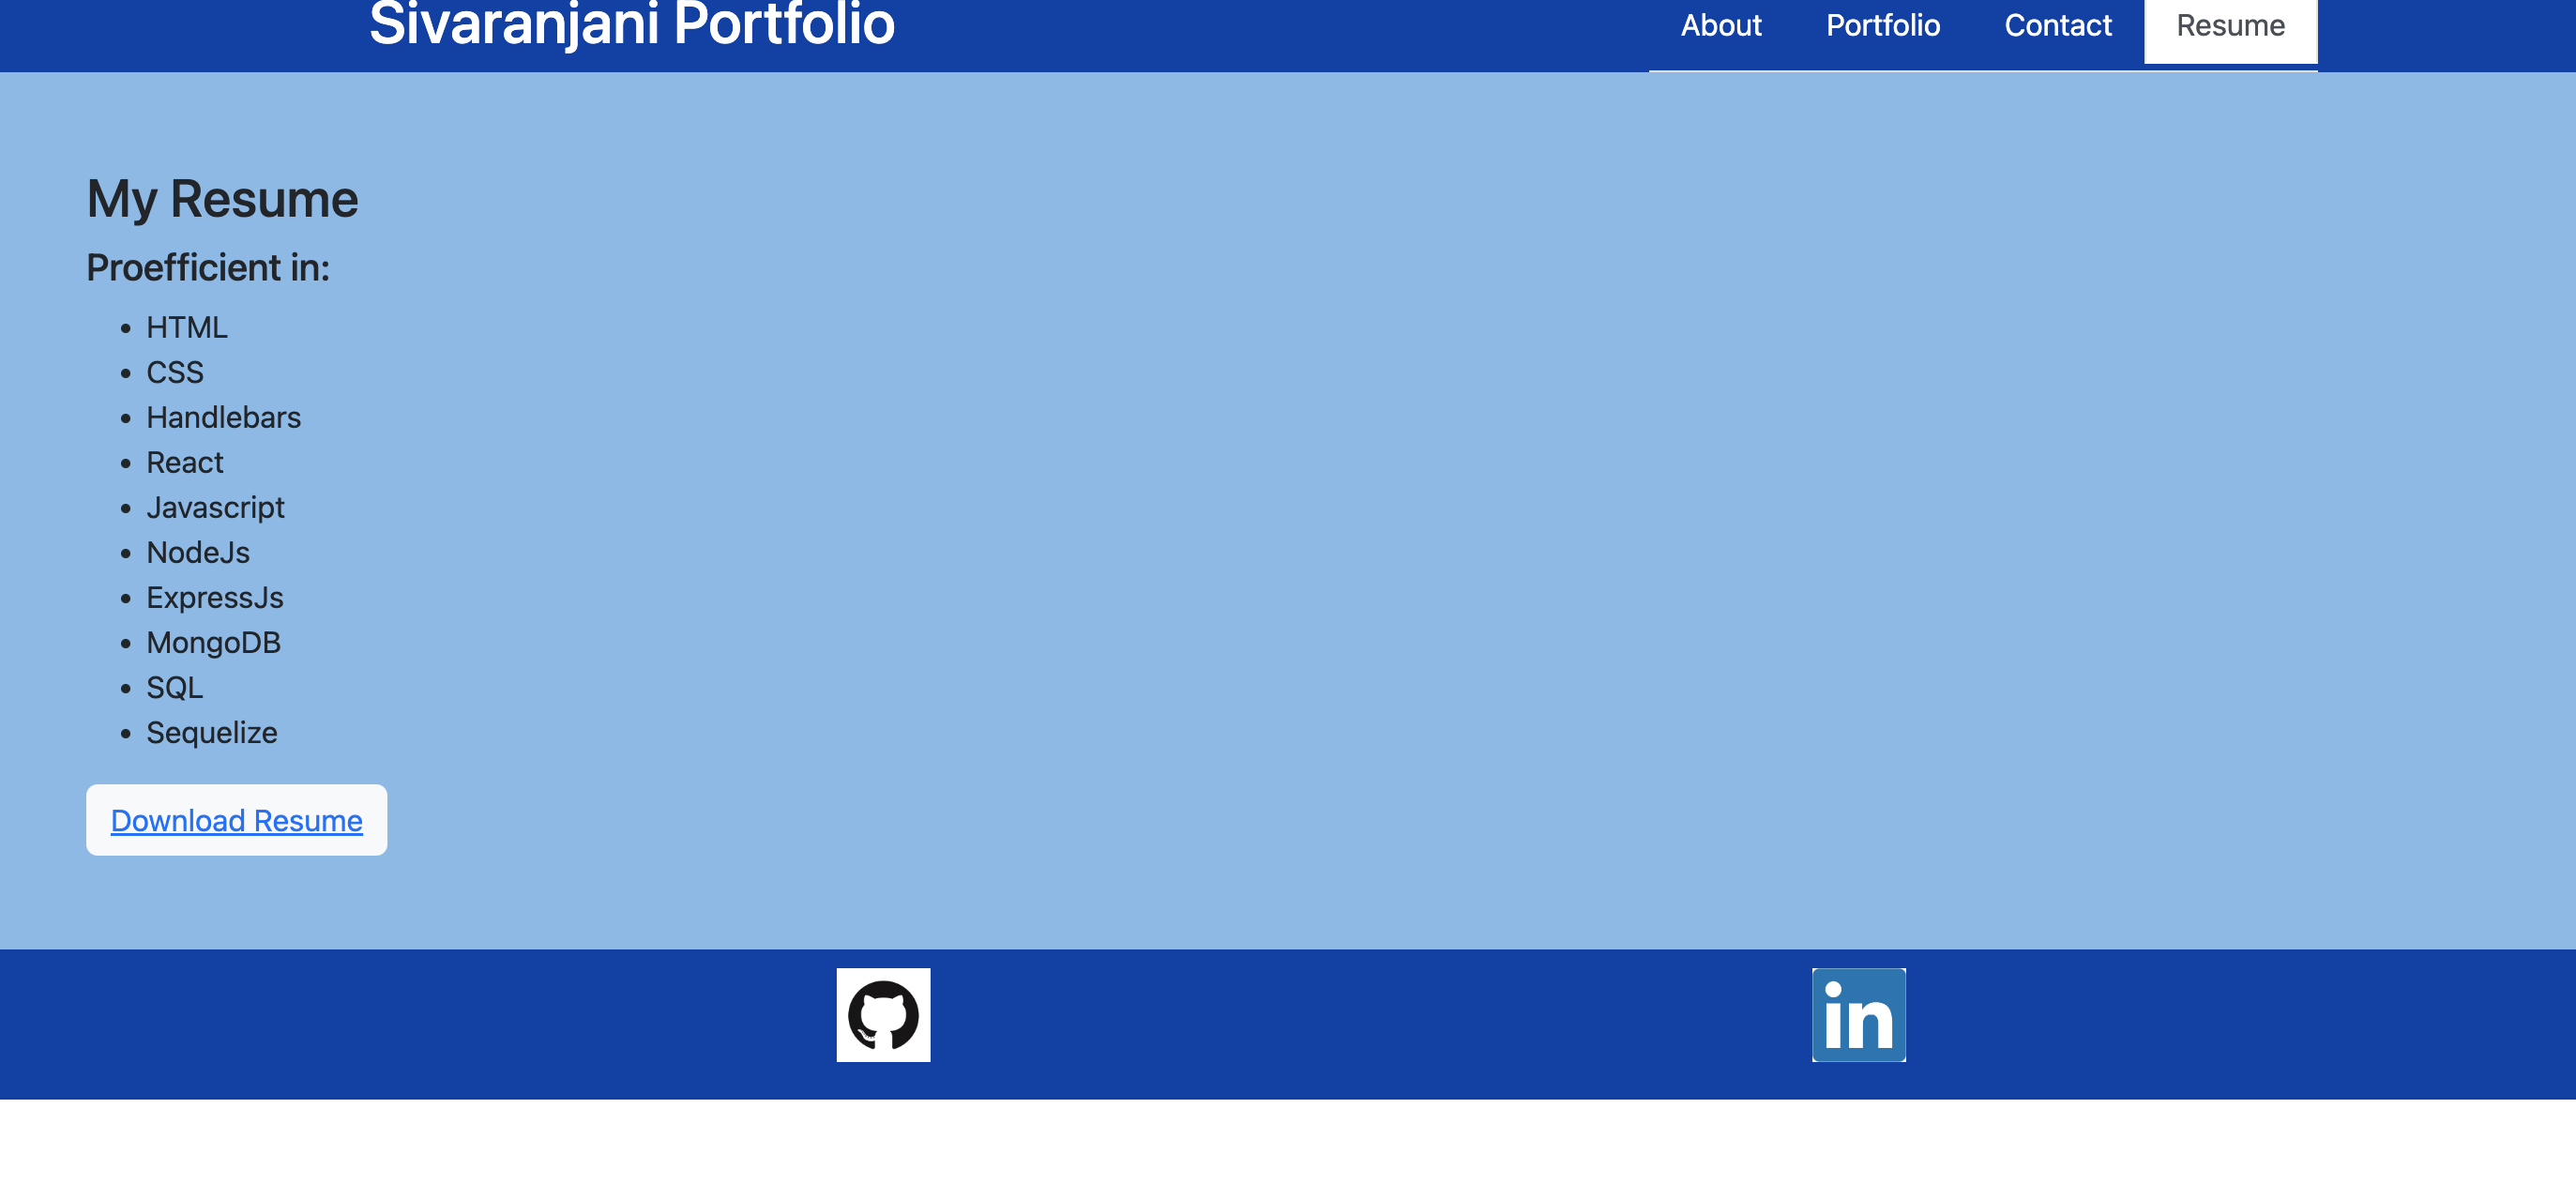 Sivaranjani Portfolio
About Portfolio Contact Resume
My Resume
Proefficient in:
HTML
CSS
Handlebars
React
Javascript
NodeJs
ExpressJs
MongoDB
SQL
Sequelize
Download Resume
in